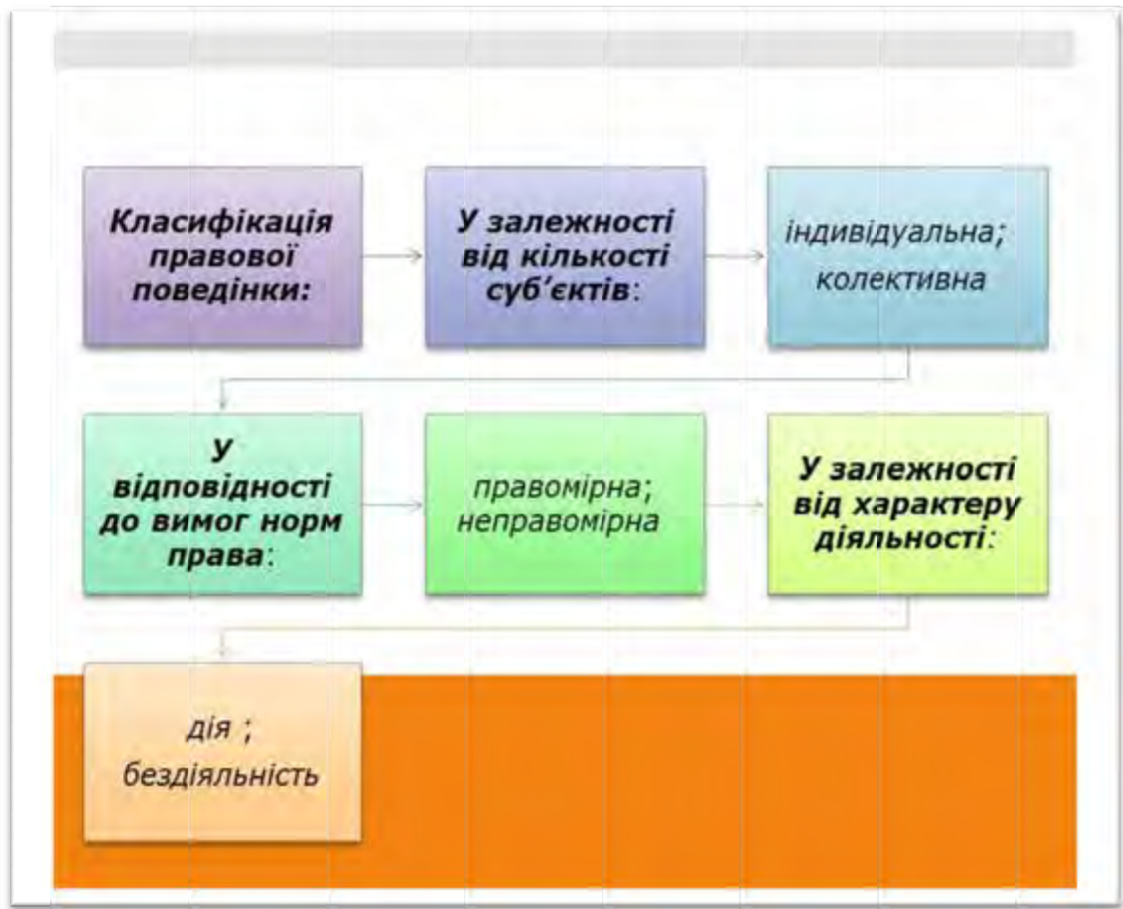 Класифікація
правової
поведінки:
У залежності
від кількості
суб’єктів:
індивідуальна;
колективна
У
відповідності
до вимог норм
права:
правомірна;
неправомірна
У залежності
від характеру
діяльності:
дія ;
бездіяльність